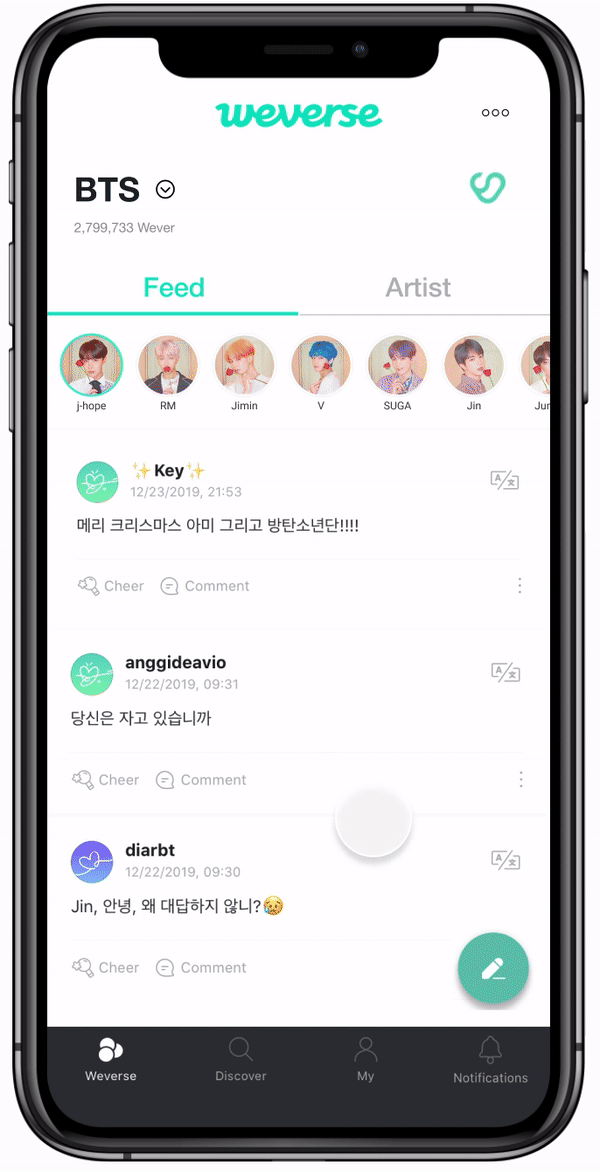 weverse
BTS
2,799,733 Wever
Feed Artist
j-hope RM Jimin V SUGA Jin
✨Key✨
12/23/2019, 21:53
메리 크리스마스 아미 그리고 방탄소년단!!!!
Cheer Comment
anggideavio
12/22/2019, 09:31
당신은 자고 있습니까
Cheer Comment
diarbt
12/22/2019, 09:30
Jin, 안녕, 왜 대답하지 않니?😥
Cheer Comment
Weverse Discover My Notifications